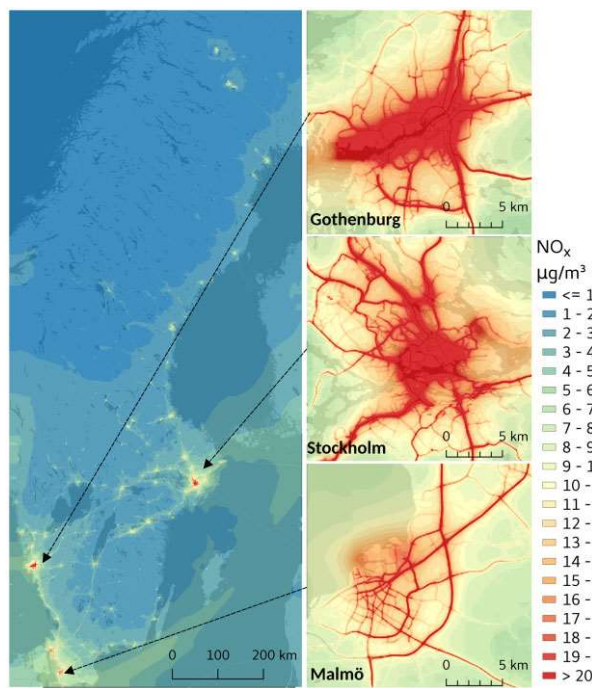 0 100 200 km
0 5 km
Gothenburg
0 5 km
Stockholm
0 5 km
Malmö
NOx
µg/m³
<= 1
1 - 2
2 - 3
3 - 4
4 - 5
5 - 6
6 - 7
7 - 8
8 - 9
9 - 1
10 -
11 -
12 -
13 -
14 -
15 -
16 -
17 -
18 -
19 -
> 20